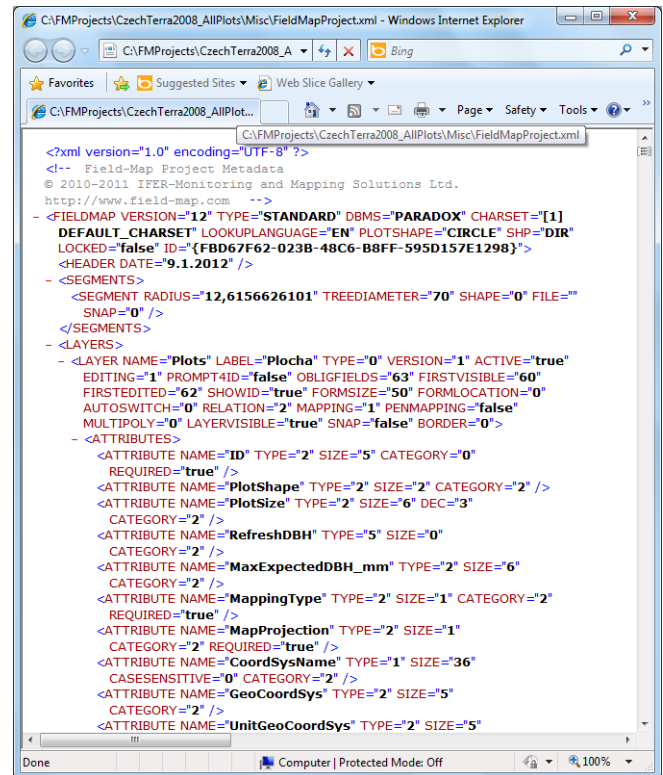 C:\FMProjects\CzechTerra2008_AllPlots\Misc\FieldMapProject.xml - Windows Internet Explorer
C:\FMProjects\CzechTerra2008_A
Bing
Favorites
Suggested Sites
Web Slice Gallery
C:\FMProjects\CzechTerra2008_AllPlot...
Page
Safety
Tools
C:\FMProjects\CzechTerra2008_AllPlots\Misc\FieldMapProject.xml
<?xml version="1.0" encoding="UTF-8" ?>
<!-- Field-Map Project Metadata
© 2010-2011 IFER-Monitoring and Mapping Solutions Ltd.
http://www.field-map.com -->
- <FIELDMAP VERSION="12" TYPE="STANDARD" DBMS="PARADOX" CHARSET="[1]
DEFAULT_CHARSET" LOOKUPLANGUAGE="EN" PLOTSHAPE="CIRCLE" SHP="DIR"
LOCKED="false" ID="{FBD67F62-023B-48C6-B8FF-595D157E1298}">
<HEADER DATE="9.1.2012" />
- <SEGMENTS>
<SEGMENT RADIUS="12,6156626101" TREEDIAMETER="70" SHAPE="0" FILE=""
SNAP="0" />
</SEGMENTS>
- <LAYERS>
- <LAYER NAME="Plots" LABEL="Plocha" TYPE="0" VERSION="1" ACTIVE="true"
EDITING="1" PROMPT4ID="false" OBLIGFIELDS="63" FIRSTVISIBLE="60"
FIRSTEDITED="62" SHOWID="true" FORMSIZE="50" FORMLOCATION="0"
AUTOSWITCH="0" RELATION="2" MAPPING="1" PENMAPPING="false"
MULTIPOLY="0" LAYERVISIBLE="true" SNAP="false" BORDER="0">
- <ATTRIBUTES>
<ATTRIBUTE NAME="ID" TYPE="2" SIZE="5" CATEGORY="0"
REQUIRED="true" />
<ATTRIBUTE NAME="PlotShape" TYPE="2" SIZE="2" CATEGORY="2" />
<ATTRIBUTE NAME="PlotSize" TYPE="2" SIZE="6" DEC="3"
CATEGORY="2" />
<ATTRIBUTE NAME="RefreshDBH" TYPE="5" SIZE="0"
CATEGORY="2" />
<ATTRIBUTE NAME="MaxExpectedDBH_mm" TYPE="2" SIZE="6"
CATEGORY="2" />
<ATTRIBUTE NAME="MappingType" TYPE="2" SIZE="1" CATEGORY="2"
REQUIRED="true" />
<ATTRIBUTE NAME="MapProjection" TYPE="2" SIZE="1"
CATEGORY="2" REQUIRED="true" />
<ATTRIBUTE NAME="CoordSysName" TYPE="1" SIZE="36"
CASESENSITIVE="0" CATEGORY="2" />
<ATTRIBUTE NAME="GeoCoordSys" TYPE="2" SIZE="5"
CATEGORY="2" />
<ATTRIBUTE NAME="UnitGeoCoordSys" TYPE="2" SIZE="5"
Done
Computer | Protected Mode: Off
100%